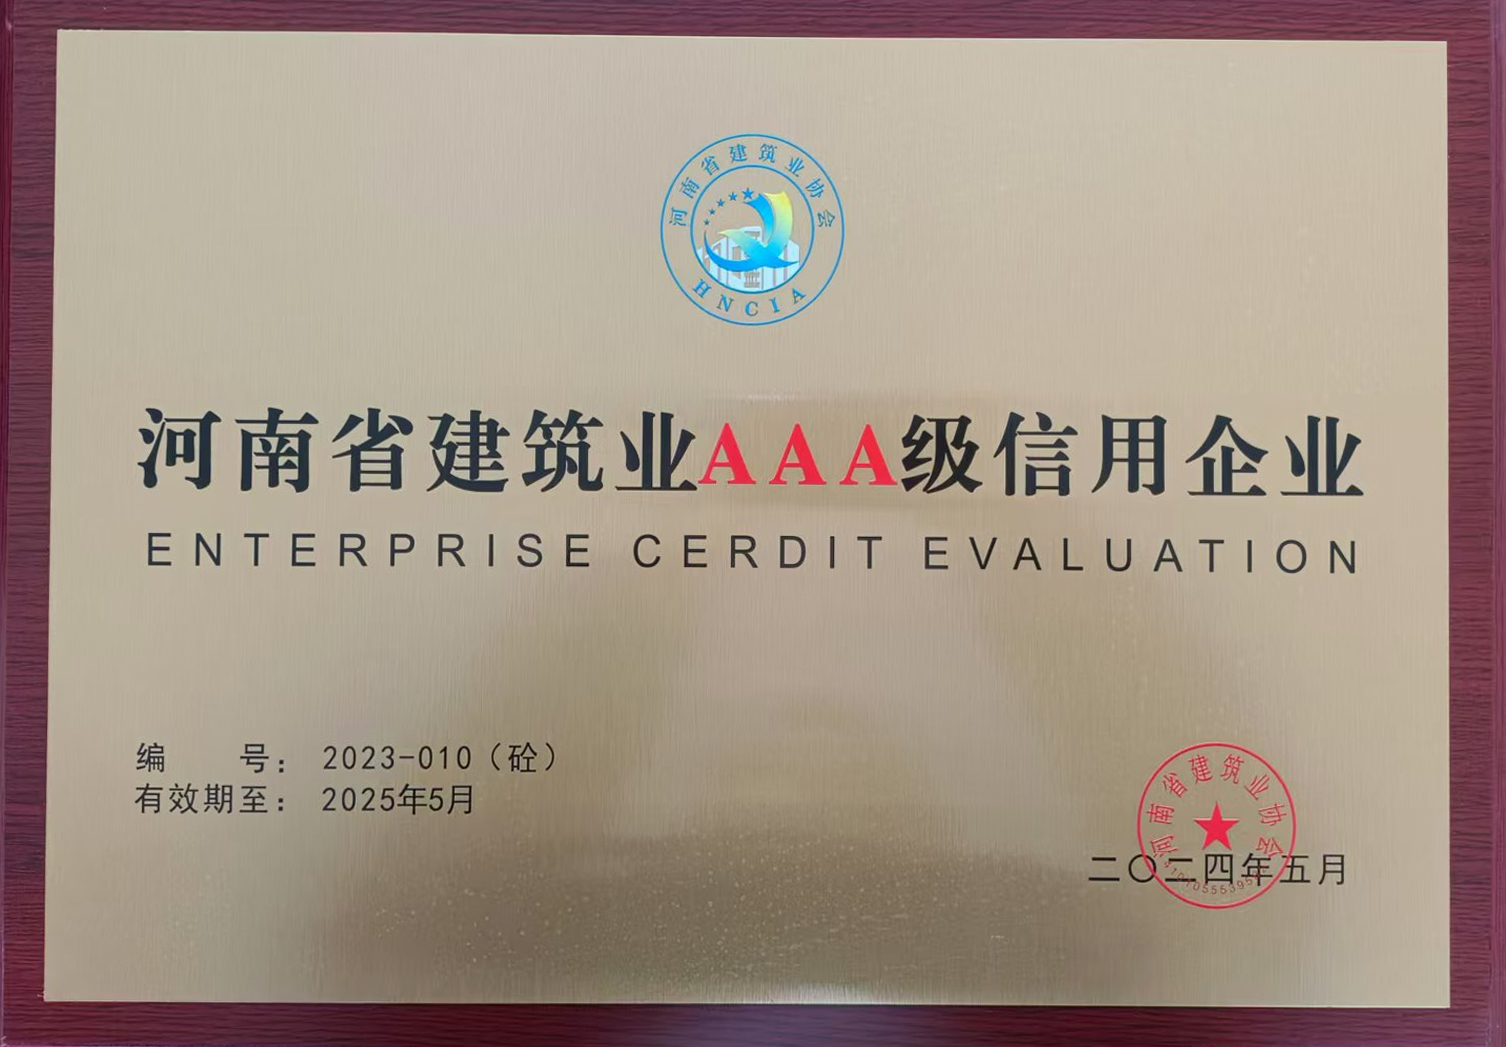 河南省建筑业协会
HNCIA
河南省建筑业AAA级信用企业
ENTERPRISE CERDIT EVALUATION
编 号： 2023-010（砼）
有效期至： 2025年5月
河南省建筑业协会
二〇二四年五月